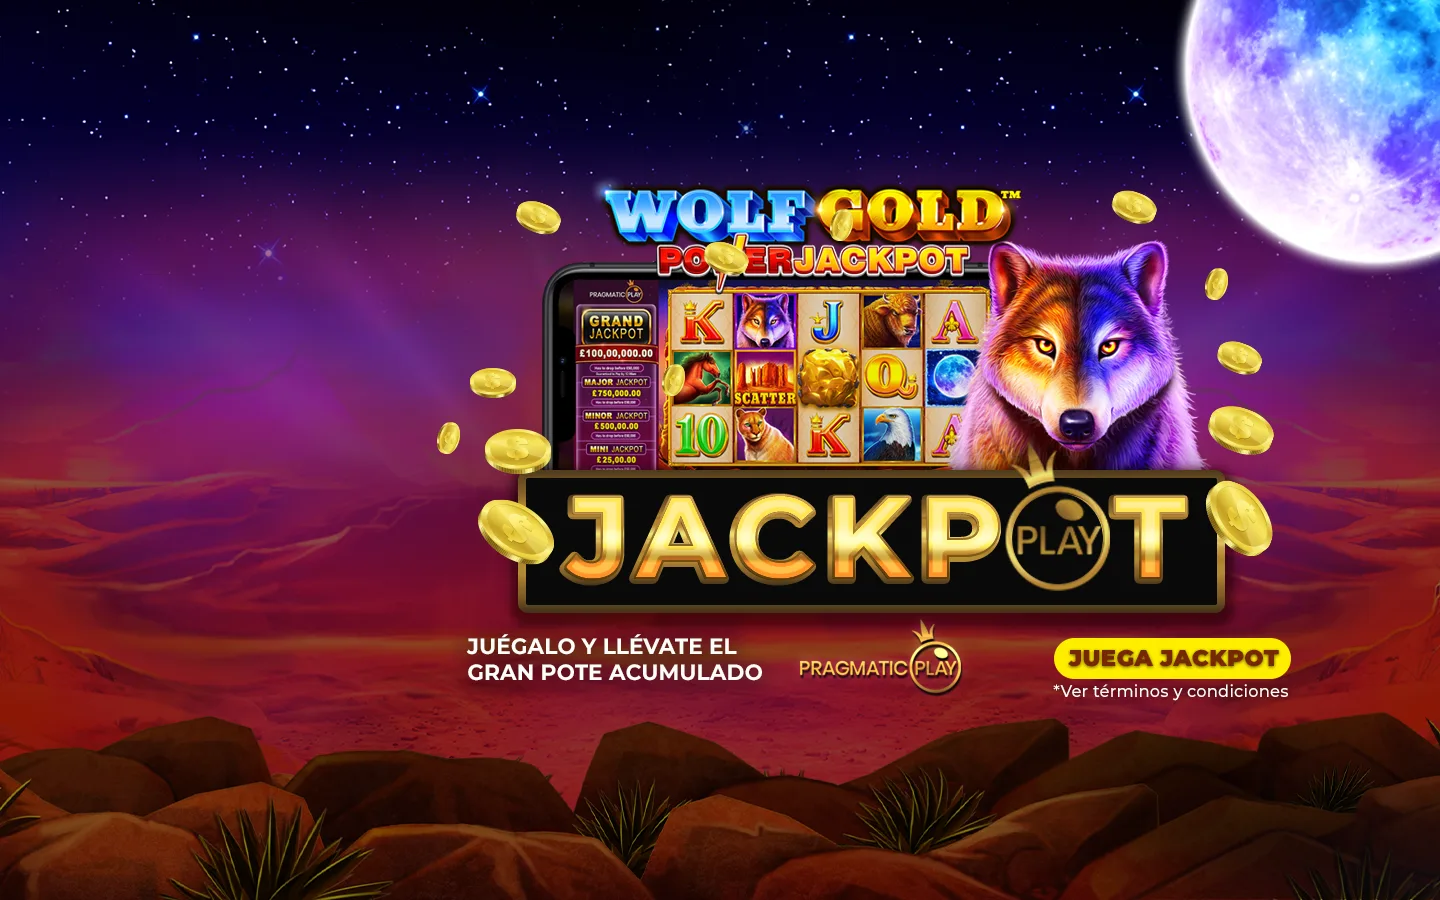 WOLF GOLD™
POWER JACKPOT
PRAGMATIC PLAY
GRAND
JACKPOT
£100,00,000.00
MAJOR JACKPOT
£750,000.00
MINOR JACKPOT
£500,00.00
MINI JACKPOT
£25,00.00
K
J
A
SCATTER
Q
10
K
A
JACKPOT
PLAY
JUÉGALO Y LLÉVATE EL
GRAN POTE ACUMULADO
PRAGMATIC PLAY
JUEGA JACKPOT
*Ver términos y condiciones